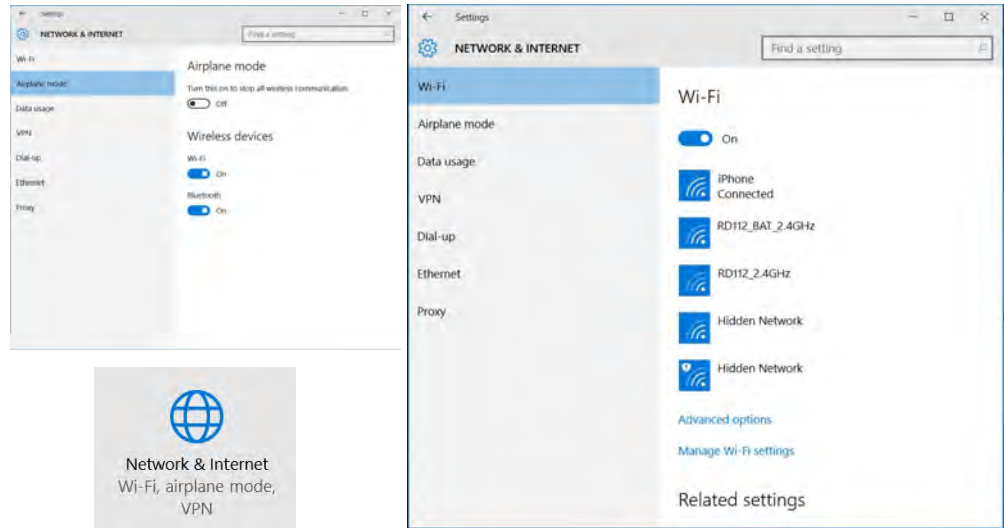 Settings
NETWORK & INTERNET
Find a setting
Wi-Fi
Airplane mode
Data usage
VPN
Dial-up
Ethernet
Proxy
Airplane mode
Turn this on to stop all wireless communication
Off
Wireless devices
Wi-Fi
On
Bluetooth
On
Network & Internet
Wi-Fi, airplane mode,
VPN
Settings
NETWORK & INTERNET
Find a setting
Wi-Fi
Airplane mode
Data usage
VPN
Dial-up
Ethernet
Proxy
Wi-Fi
On
iPhone
Connected
RD112_BAT_2.4GHz
RD112_2.4GHz
Hidden Network
Hidden Network
Advanced options
Manage Wi-Fi settings
Related settings